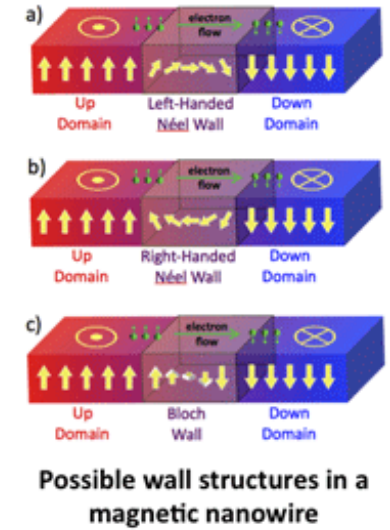 a)
electron
flow
Up
Domain
Left-Handed
Néel Wall
Down
Domain
b)
electron
flow
Up
Domain
Right-Handed
Néel Wall
Down
Domain
c)
electron
flow
Up
Domain
Bloch
Wall
Down
Domain
Possible wall structures in a
magnetic nanowire